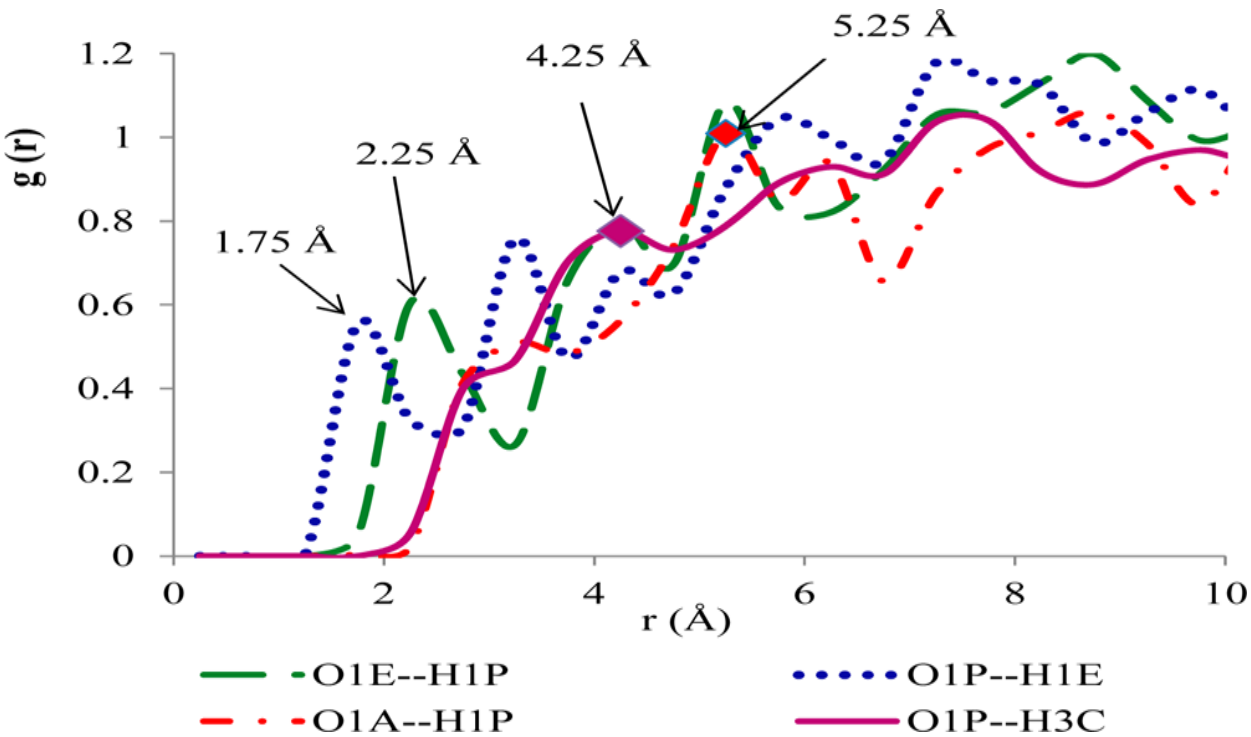 5.25 Å
4.25 Å
2.25 Å
1.75 Å
g(r)
1.2
1
0.8
0.6
0.4
0.2
0
0 2 4 6 8 10
r (Å)
O1E--H1P O1P--H1E
O1A--H1P O1P--H3C